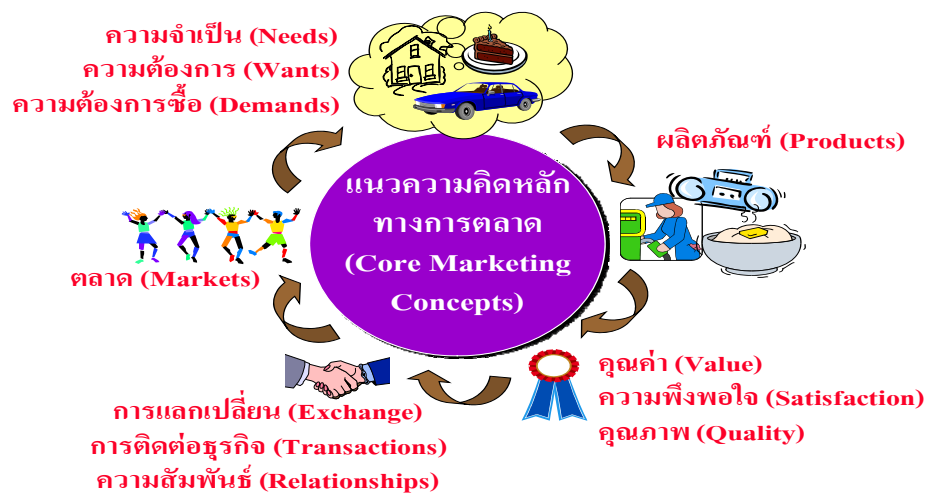 ความจำเป็น (Needs)
ความต้องการ (Wants)
ความต้องการซื้อ (Demands)
ผลิตภัณฑ์ (Products)
แนวความคิดหลัก
ทางการตลาด
(Core Marketing
Concepts)
ตลาด (Markets)
คุณค่า (Value)
ความพึงพอใจ (Satisfaction)
คุณภาพ (Quality)
การแลกเปลี่ยน (Exchange)
การติดต่อธุรกิจ (Transactions)
ความสัมพันธ์ (Relationships)